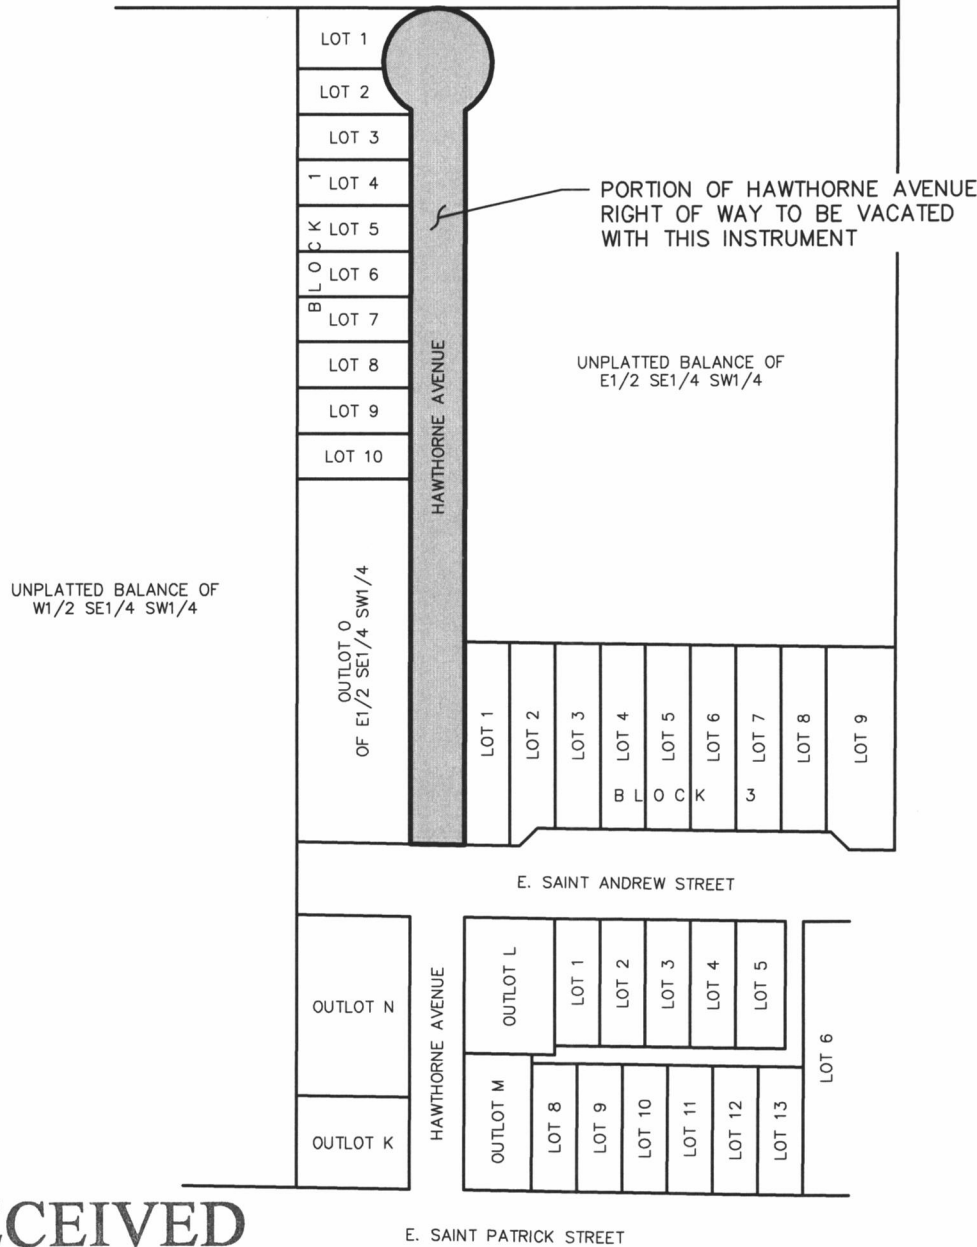 LOT 1
LOT 2
LOT 3
LOT 4
LOT 5
LOT 6
LOT 7
LOT 8
LOT 9
LOT 10
BLOCK 1
PORTION OF HAWTHORNE AVENUE
RIGHT OF WAY TO BE VACATED
WITH THIS INSTRUMENT
HAWTHORNE AVENUE
UNPLATTED BALANCE OF
E1/2 SE1/4 SW1/4
UNPLATTED BALANCE OF
W1/2 SE1/4 SW1/4
OUTLOT O
OF E1/2 SE1/4 SW1/4
LOT 1
LOT 2
LOT 3
LOT 4
LOT 5
LOT 6
LOT 7
LOT 8
LOT 9
BLOCK 3
E. SAINT ANDREW STREET
OUTLOT N
OUTLOT K
HAWTHORNE AVENUE
OUTLOT L
LOT 1
LOT 2
LOT 3
LOT 4
LOT 5
LOT 6
OUTLOT M
LOT 8
LOT 9
LOT 10
LOT 11
LOT 12
LOT 13
CEIVED
E. SAINT PATRICK STREET